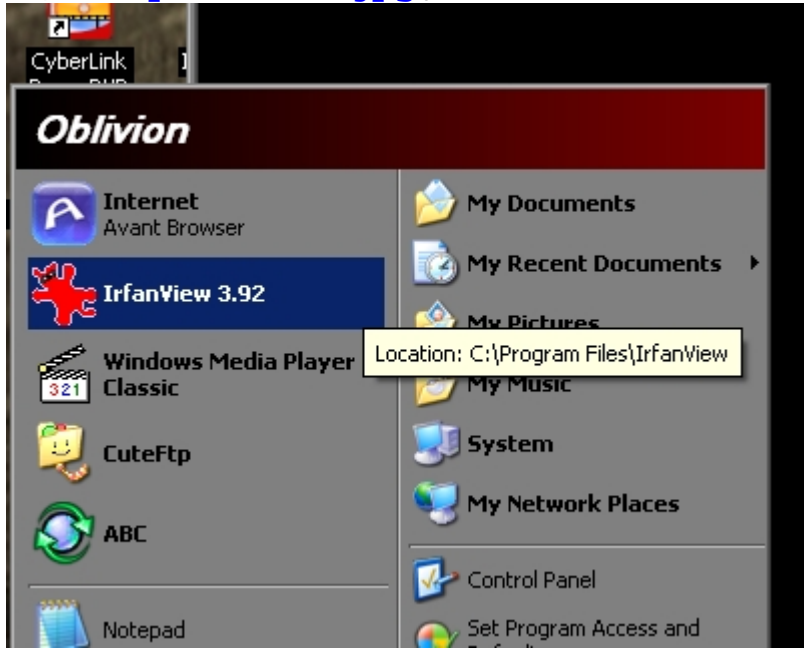 CyberLink
Oblivion
Internet
Avant Browser
IrfanView 3.92
Windows Media Player
Classic
321
CuteFtp
ABC
Notepad
My Documents
My Recent Documents
My Pictures
Location: C:\Program Files\IrfanView
My Music
System
My Network Places
Control Panel
Set Program Access and